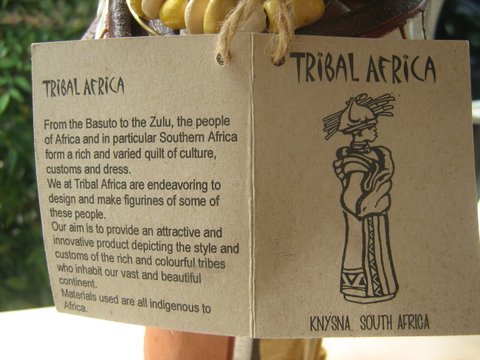 TRIBAL AFRICA
From the Basuto to the Zulu, the people
of Africa and in particular Southern Africa
form a rich and varied quilt of culture,
customs and dress.
We at Tribal Africa are endeavoring to
design and make figurines of some of
these people.
Our aim is to provide an attractive and
innovative product depicting the style and
customs of the rich and colourful tribes
who inhabit our vast and beautiful
continent.
Materials used are all indigenous to
Africa.
TRIBAL AFRICA
KNYSNA, SOUTH AFRICA